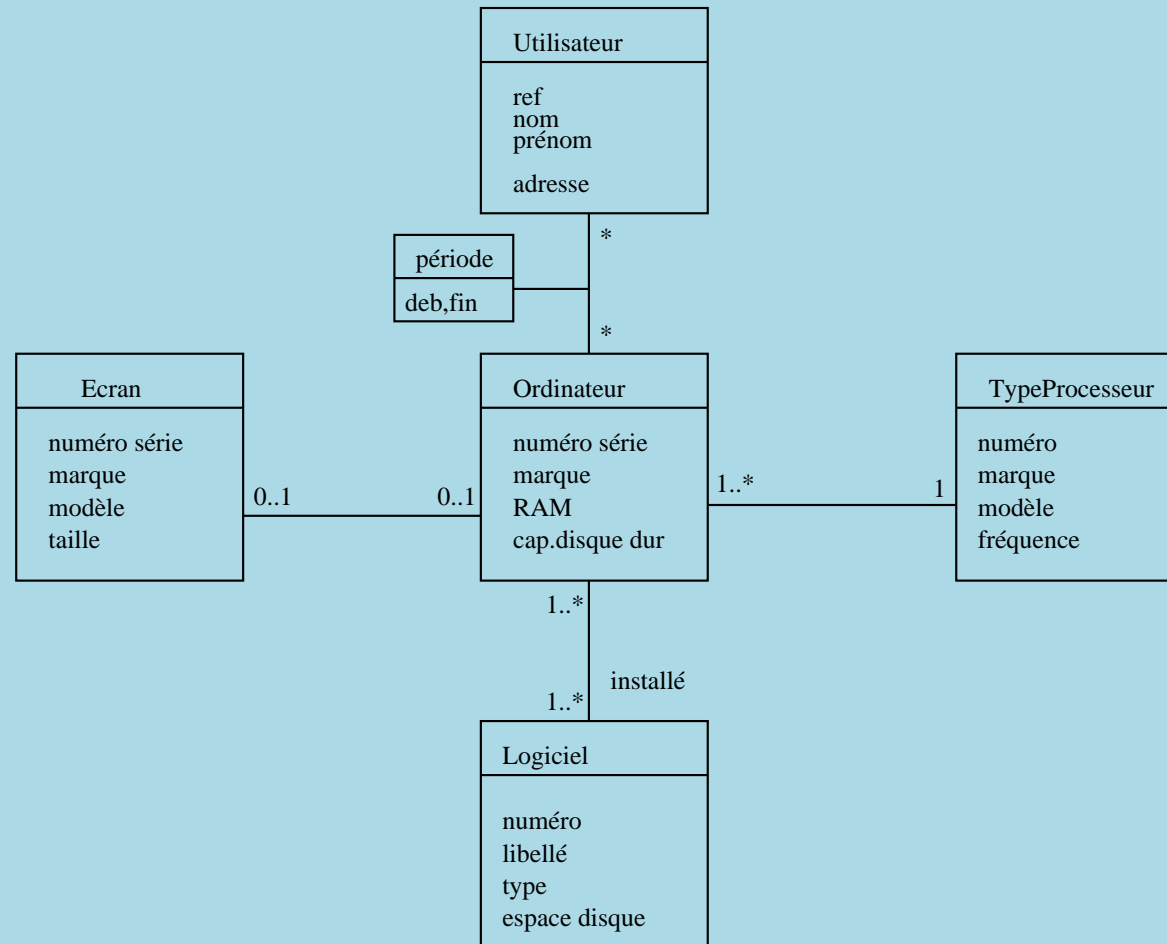 Utilisateur
ref
nom
prénom
adresse
*
période
deb,fin
*
Ecran
numéro série
marque
modèle
taille
0..1
0..1
Ordinateur
numéro série
marque
RAM
cap.disque dur
1..*
1
TypeProcesseur
numéro
marque
modèle
fréquence
1..*
installé
1..*
Logiciel
numéro
libellé
type
espace disque